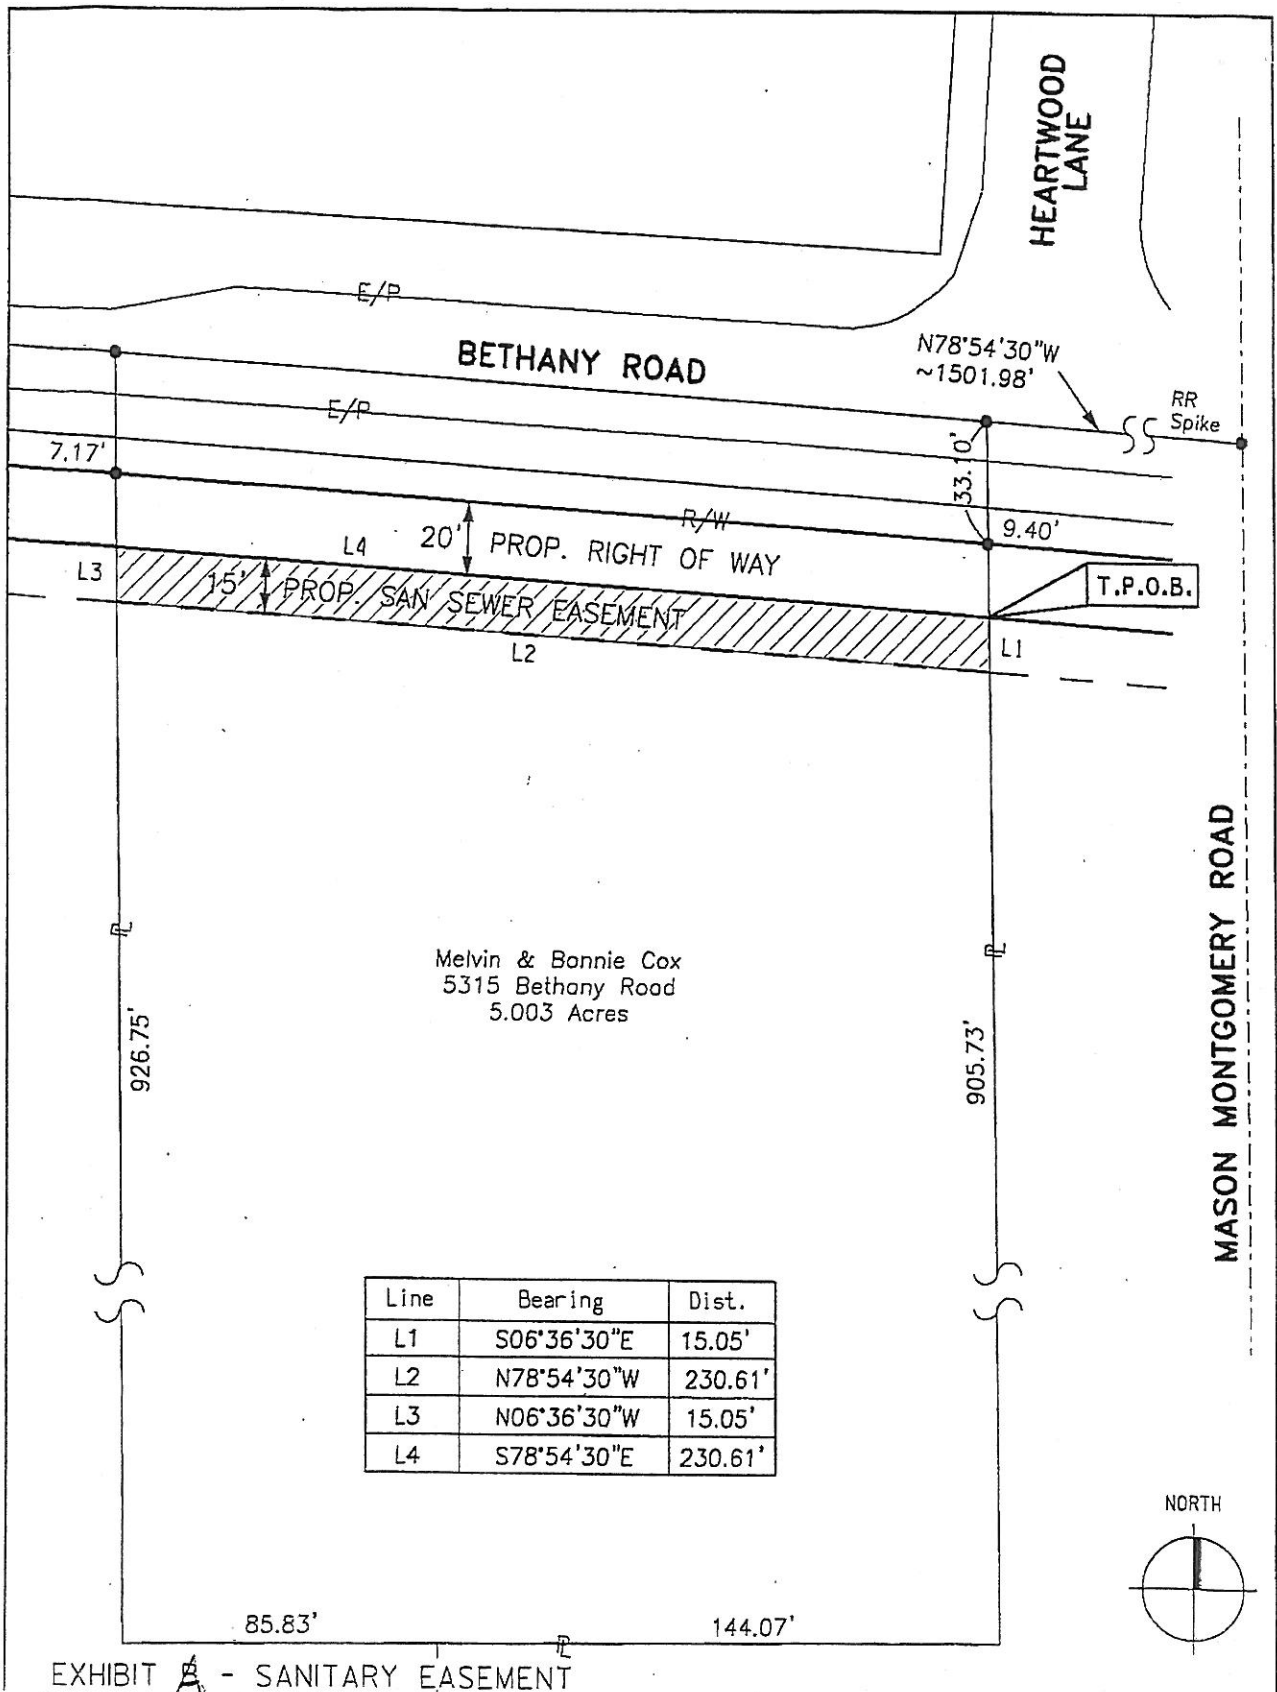 HEARTWOOD
LANE
E/P
BETHANY ROAD
N78°54'30"W
~1501.98'
RR
Spike
E/P
7.17'
33.10'
R/W
9.40'
L4
20'
PROP. RIGHT OF WAY
L3
15'
PROP. SAN SEWER EASEMENT
T.P.O.B.
L2
L1
PL
PL
Melvin & Bonnie Cox
5315 Bethany Road
5.003 Acres
926.75'
905.73'
MASON MONTGOMERY ROAD
Line Bearing Dist.
L1 S06°36'30"E 15.05'
L2 N78°54'30"W 230.61'
L3 N06°36'30"W 15.05'
L4 S78°54'30"E 230.61'
NORTH
85.83'
144.07'
PL
EXHIBIT - SANITARY EASEMENT